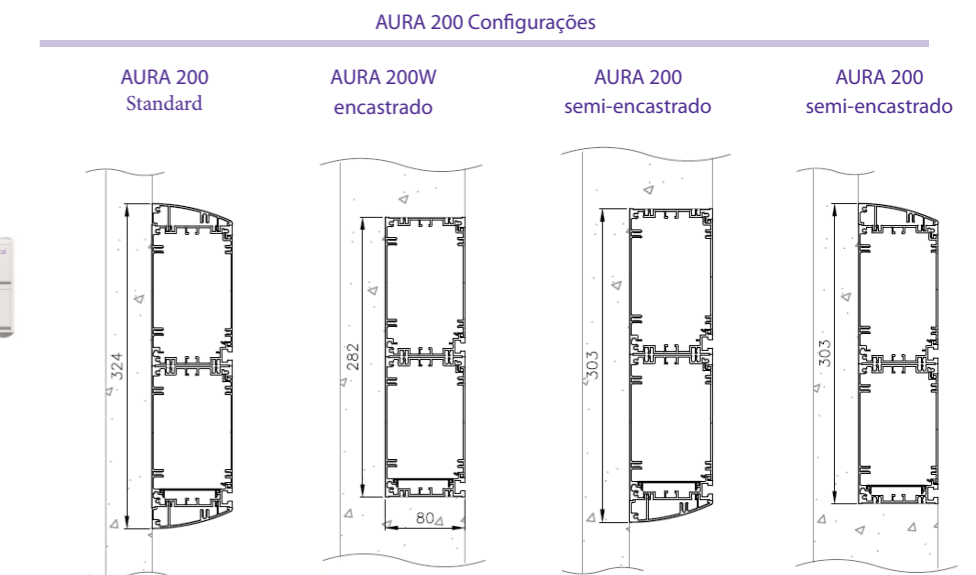 AURA 200 Configurações
AURA 200
Standard
AURA 200W
encastrado
AURA 200
semi-encastrado
AURA 200
semi-encastrado
324
282
80
303
303